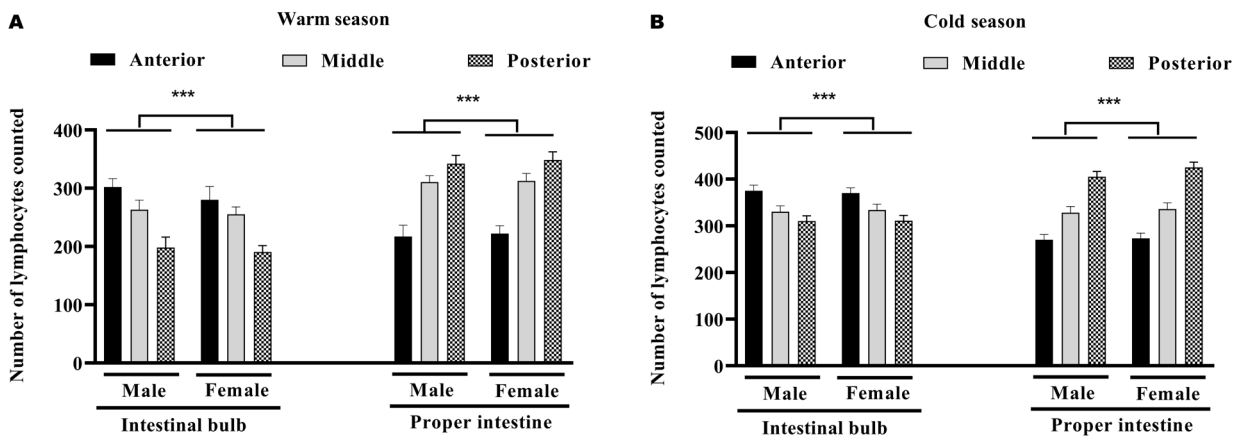 A
Warm season
Anterior Middle Posterior
Number of lymphocytes counted
400
300
200
100
0
***
***
Male Female Male Female
Intestinal bulb Proper intestine
B
Cold season
Anterior Middle Posterior
Number of lymphocytes counted
500
400
300
200
100
0
***
***
Male Female Male Female
Intestinal bulb Proper intestine